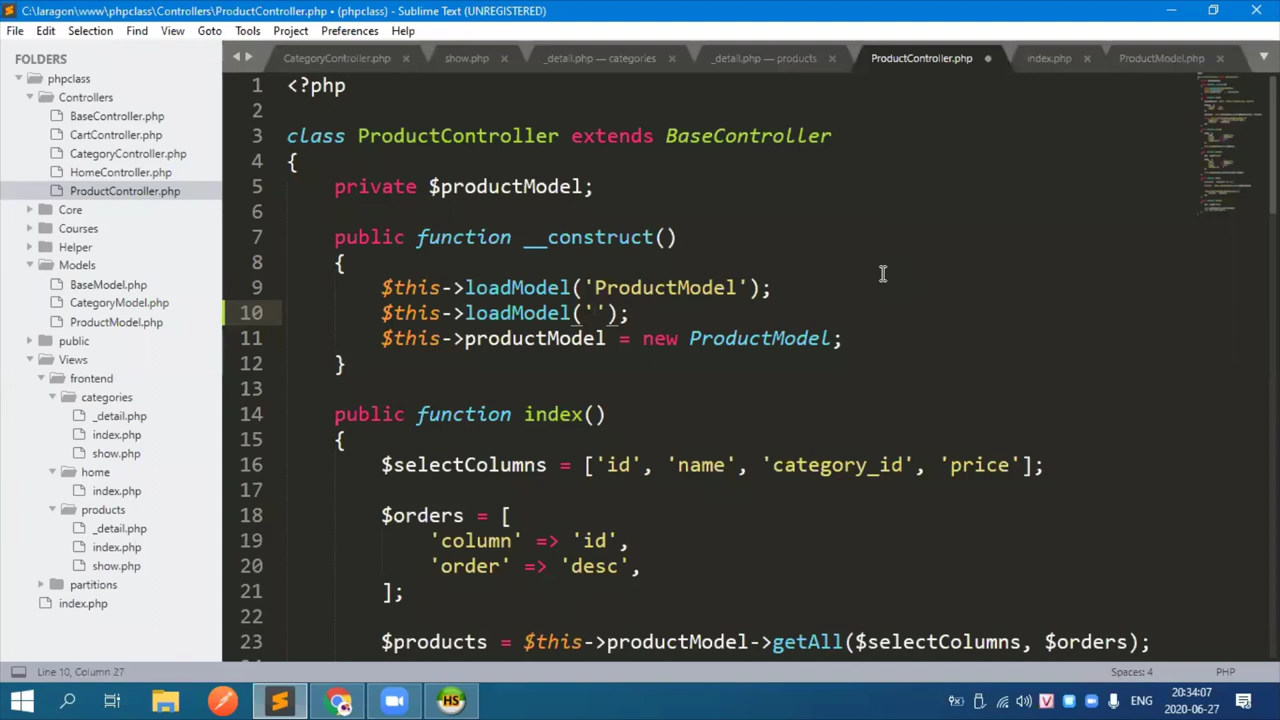 C:\laragon\www\phpclass\Controllers\ProductController.php • (phpclass) - Sublime Text (UNREGISTERED)
File Edit Selection Find View Goto Tools Project Preferences Help
FOLDERS
phpclass
Controllers
BaseController.php
CartController.php
CategoryController.php
HomeController.php
ProductController.php
Core
Courses
Helper
Models
BaseModel.php
CategoryModel.php
ProductModel.php
public
Views
frontend
categories
_detail.php
index.php
show.php
home
index.php
products
_detail.php
index.php
show.php
partitions
index.php
CategoryController.php show.php _detail.php — categories _detail.php — products ProductController.php index.php ProductModel.php
1 <?php
2
3 class ProductController extends BaseController
4 {
5 private $productModel;
6
7 public function __construct()
8 {
9 $this->loadModel('ProductModel');
10 $this->loadModel('');
11 $this->productModel = new ProductModel;
12 }
13
14 public function index()
15 {
16 $selectColumns = ['id', 'name', 'category_id', 'price'];
17
18 $orders = [
19 'column' => 'id',
20 'order' => 'desc',
21 ];
22
23 $products = $this->productModel->getAll($selectColumns, $orders);
Line 10, Column 27 Spaces: 4 PHP
HS V ENG 20:34:07
2020-06-27